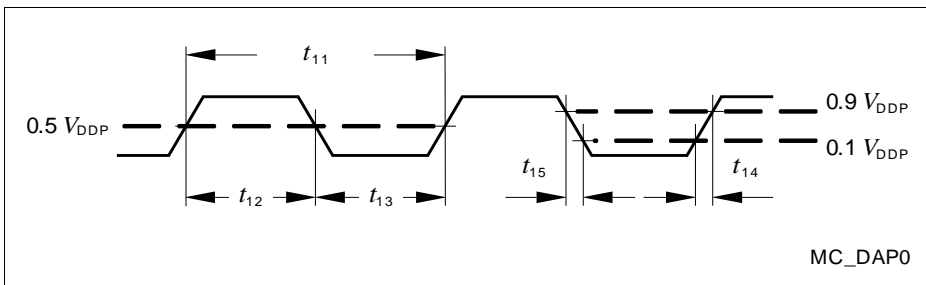 t11
0.9 VDDP
0.5 VDDP
0.1 VDDP
t15
t14
t12
t13
MC_DAP0